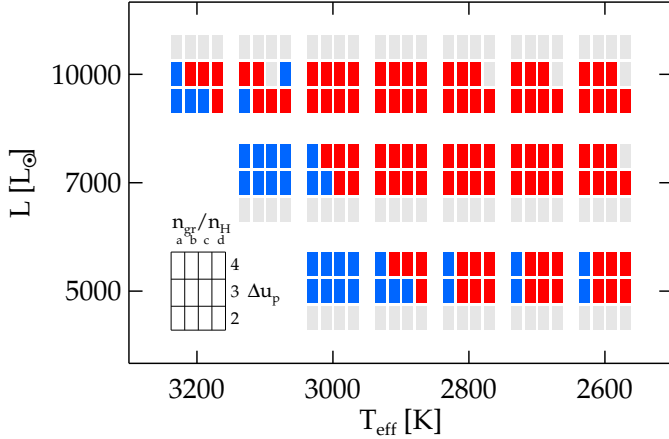 10000
7000
5000
L [L☉]
n_gr/n_H
a b c d
4
3 Δu_p
2
3200 3000 2800 2600
T_eff [K]